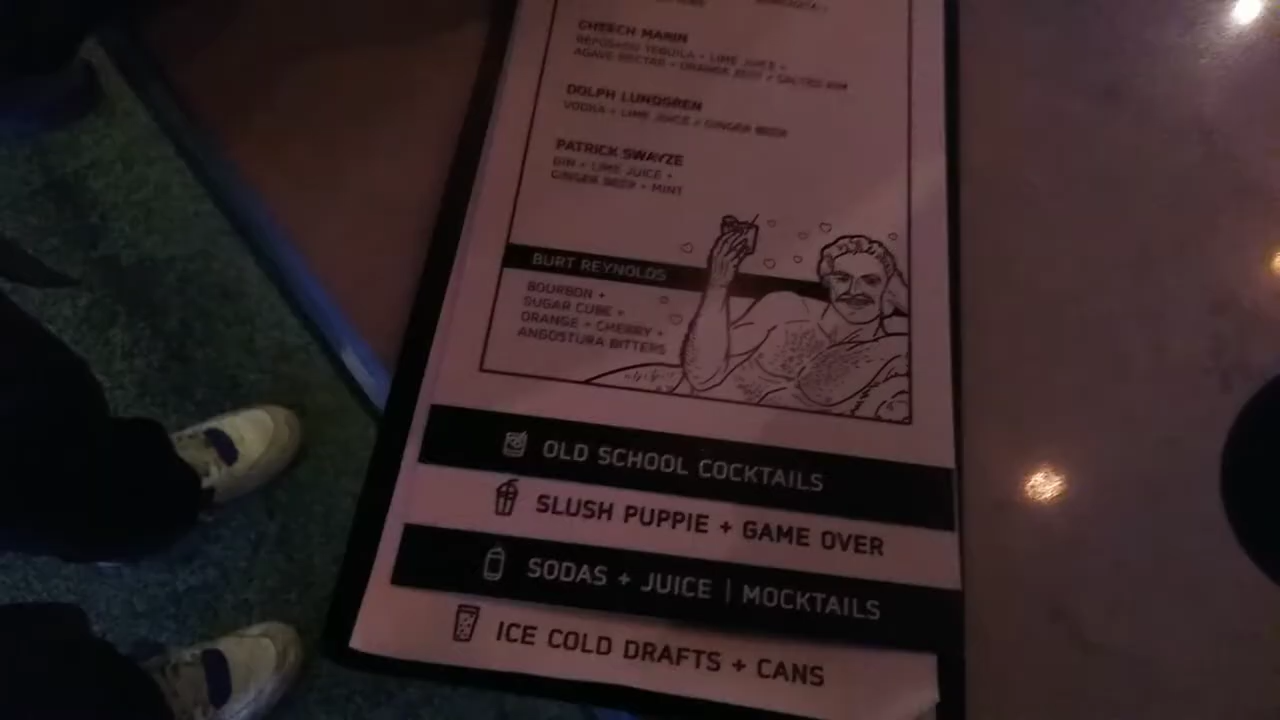 CHEECH MARIN
REPOSADO TEQUILA + LIME JUICE +
AGAVE NECTAR + ORANGE BITT + SALTED RIM
DOLPH LUNDGREN
VODKA + LIME JUICE + GINGER BEER
PATRICK SWAYZE
GIN + LIME JUICE +
GINGER BEER + MINT
BURT REYNOLDS
BOURBON +
SUGAR CUBE +
ORANGE + CHERRY +
ANGOSTURA BITTERS
OLD SCHOOL COCKTAILS
SLUSH PUPPIE + GAME OVER
SODAS + JUICE | MOCKTAILS
ICE COLD DRAFTS + CANS